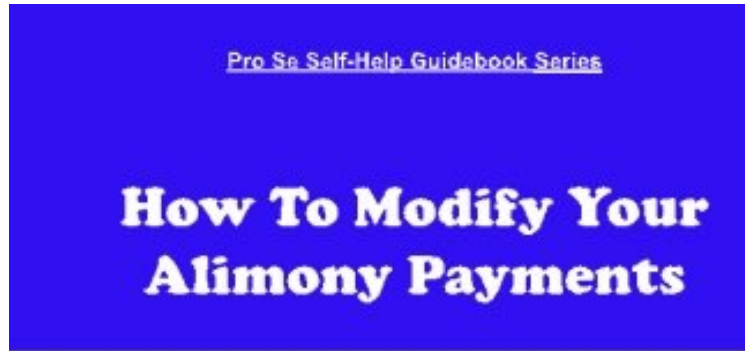 Pro Se Self-Help Guidebook Series
How To Modify Your
Alimony Payments